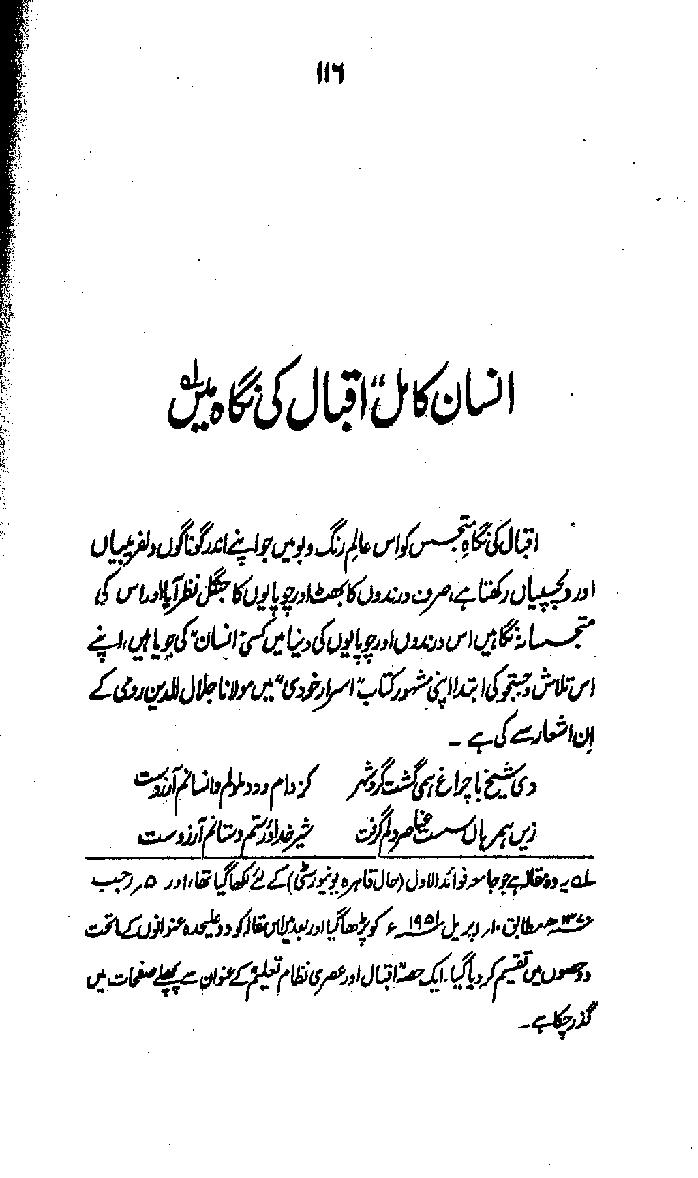 ۱۱۶
انسان کامل" اقبال کی نگاہ میں لہ
اقبال کی نگاہِ متجسس کو اس عالمِ رنگ و بو میں جو اپنے اندر گوناگوں دلفریبیاں
اور دلچسپیاں رکھتا ہے، صرف درندوں کا بھٹ اور چوپایوں کا جنگل نظر آیا اور اس کی
متجسسانہ نگاہیں اس درندوں اور چوپایوں کی دنیا میں کسی "انسان" کی جویا ہیں، اپنے
اس تلاش و جستجو کی ابتدا اپنی مشہور کتاب "اسرار خودی" میں مولانا جلال الدین رومی کے
اِن اشعار سے کی ہے ۔
دی شیخ با چراغ ہمی گشت گرد شہر کز دام و دد ملولم و انسانم آرزوست
زیں ہمرہاں سست عناصر دلم گرفت شیر خدا و رستم دستانم آرزوست
لہ یہ وہ مقالہ ہے جو جامعہ فوائد الاول (حال قاہرہ یونیورسٹی) کے لئے لکھا گیا تھا، اور ۵ رجب
۱۳۷۰ھ مطابق ۱۰ر اپریل ۱۹۵۱ء کو پڑھا گیا اور بعد میں اس مقالہ کو دو علیحدہ عنوانوں کے ماتحت
دو حصوں میں تقسیم کر دیا گیا، ایک حصہ "اقبال اور عصری نظام تعلیم" کے عنوان سے پچھلے صفحات میں
گذر چکا ہے۔